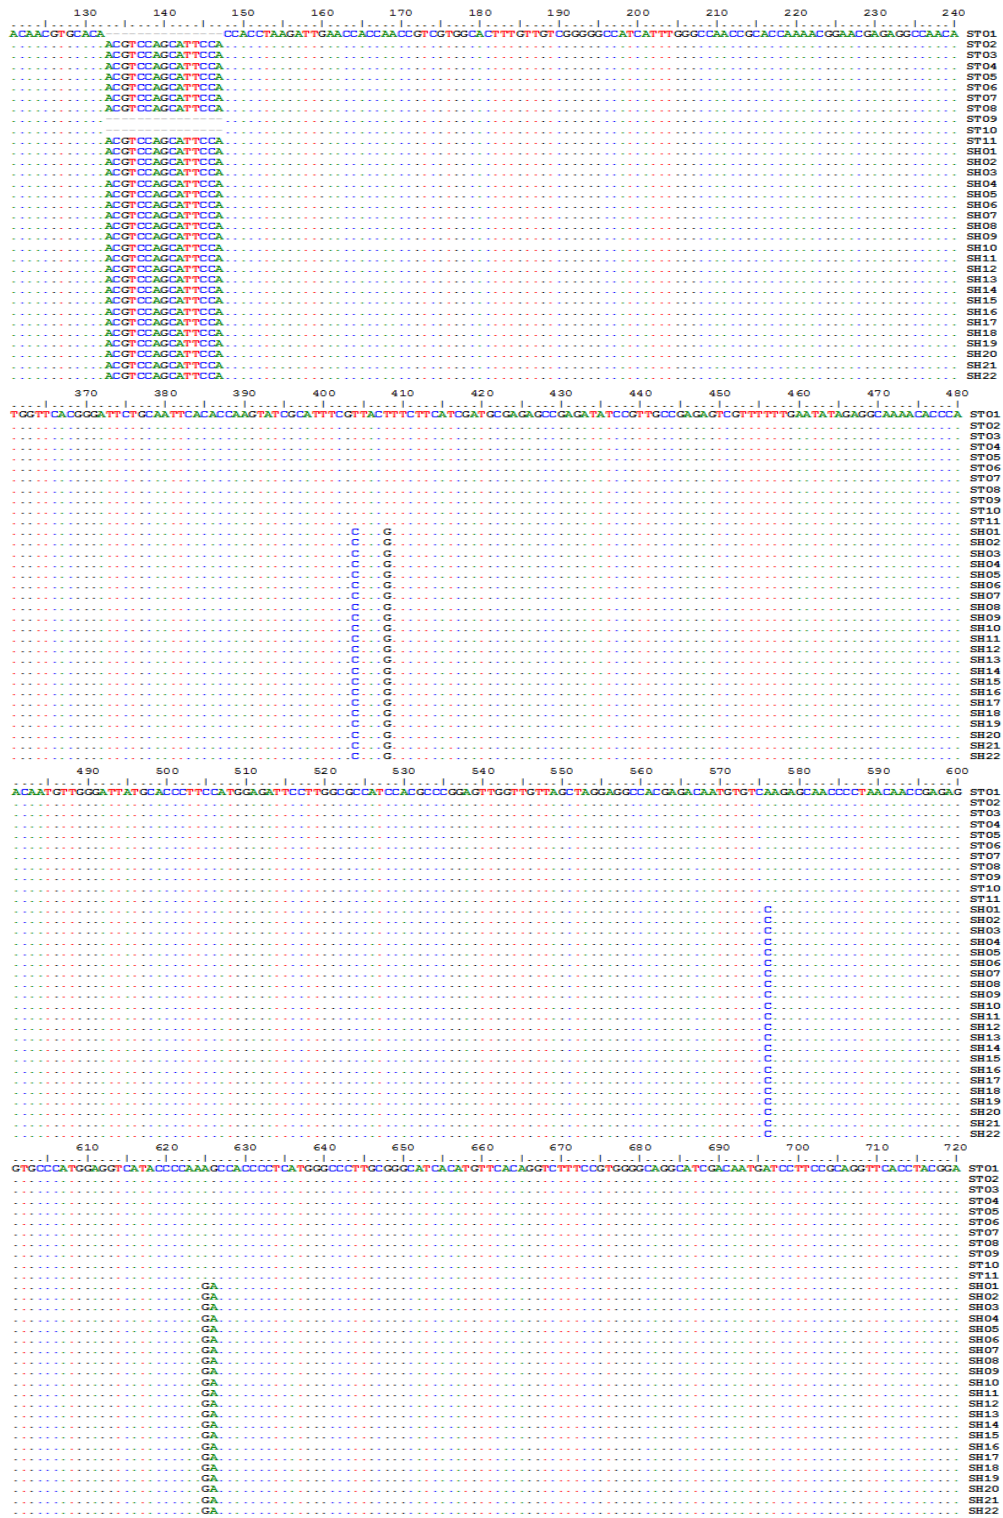 130 140 150 160 170 180 190 200 210 220 230 240
ACAACGTGCACA---------------CCACCTAAGATTGAACCACCAACCGTCGTGGCACTTTGTTGTCGGGGGCCATCATTTGGGCCAACCGCACCAAAACGGAACGAGAGGCCAACA ST01
ACGTCCAGCATTCCA ST02
ACGTCCAGCATTCCA ST03
ACGTCCAGCATTCCA ST04
ACGTCCAGCATTCCA ST05
ACGTCCAGCATTCCA ST06
ACGTCCAGCATTCCA ST07
ACGTCCAGCATTCCA ST08
--------------- ST09
--------------- ST10
ACGTCCAGCATTCCA ST11
ACGTCCAGCATTCCA SH01
ACGTCCAGCATTCCA SH02
ACGTCCAGCATTCCA SH03
ACGTCCAGCATTCCA SH04
ACGTCCAGCATTCCA SH05
ACGTCCAGCATTCCA SH06
ACGTCCAGCATTCCA SH07
ACGTCCAGCATTCCA SH08
ACGTCCAGCATTCCA SH09
ACGTCCAGCATTCCA SH10
ACGTCCAGCATTCCA SH11
ACGTCCAGCATTCCA SH12
ACGTCCAGCATTCCA SH13
ACGTCCAGCATTCCA SH14
ACGTCCAGCATTCCA SH15
ACGTCCAGCATTCCA SH16
ACGTCCAGCATTCCA SH17
ACGTCCAGCATTCCA SH18
ACGTCCAGCATTCCA SH19
ACGTCCAGCATTCCA SH20
ACGTCCAGCATTCCA SH21
ACGTCCAGCATTCCA SH22
370 380 390 400 410 420 430 440 450 460 470 480
TGGTTCACGGGATTCTGCAATTCACACCAAGTATCGCATTTCGTTACTTTCTTCATCGATGCGAGAGCCGAGATATCCGTTGCCGAGAGTCGTTTTTTGAATATAGAGGCAAAACACCCA ST01
ST02
ST03
ST04
ST05
ST06
ST07
ST08
ST09
ST10
ST11
C G SH01
C G SH02
C G SH03
C G SH04
C G SH05
C G SH06
C G SH07
C G SH08
C G SH09
C G SH10
C G SH11
C G SH12
C G SH13
C G SH14
C G SH15
C G SH16
C G SH17
C G SH18
C G SH19
C G SH20
C G SH21
C G SH22
490 500 510 520 530 540 550 560 570 580 590 600
ACAATGTTGGGATTATGCACCCTTCCATGGAGATTCCTTGGCGCCATCCACGCCCGGAGTTGGTTGTTAGCTAGGAGGCCACGAGACAATGTGTCAAGAGCAACCCCTAACAACCGAGAG ST01
ST02
ST03
ST04
ST05
ST06
ST07
ST08
ST09
ST10
ST11
C SH01
C SH02
C SH03
C SH04
C SH05
C SH06
C SH07
C SH08
C SH09
C SH10
C SH11
C SH12
C SH13
C SH14
C SH15
C SH16
C SH17
C SH18
C SH19
C SH20
C SH21
C SH22
610 620 630 640 650 660 670 680 690 700 710 720
GTGCCCATGGAGGTCATACCCCAAAGCCACCCCTCATGGGCCCTTGCGGGCATCACATGTTCACAGGTCTTTCCGTGGGGCAGGCATCGACAATGATCCTTCCGCAGGTTCACCTACGGA ST01
ST02
ST03
ST04
ST05
ST06
ST07
ST08
ST09
ST10
ST11
GA SH01
GA SH02
GA SH03
GA SH04
GA SH05
GA SH06
GA SH07
GA SH08
GA SH09
GA SH10
GA SH11
GA SH12
GA SH13
GA SH14
GA SH15
GA SH16
GA SH17
GA SH18
GA SH19
GA SH20
GA SH21
GA SH22